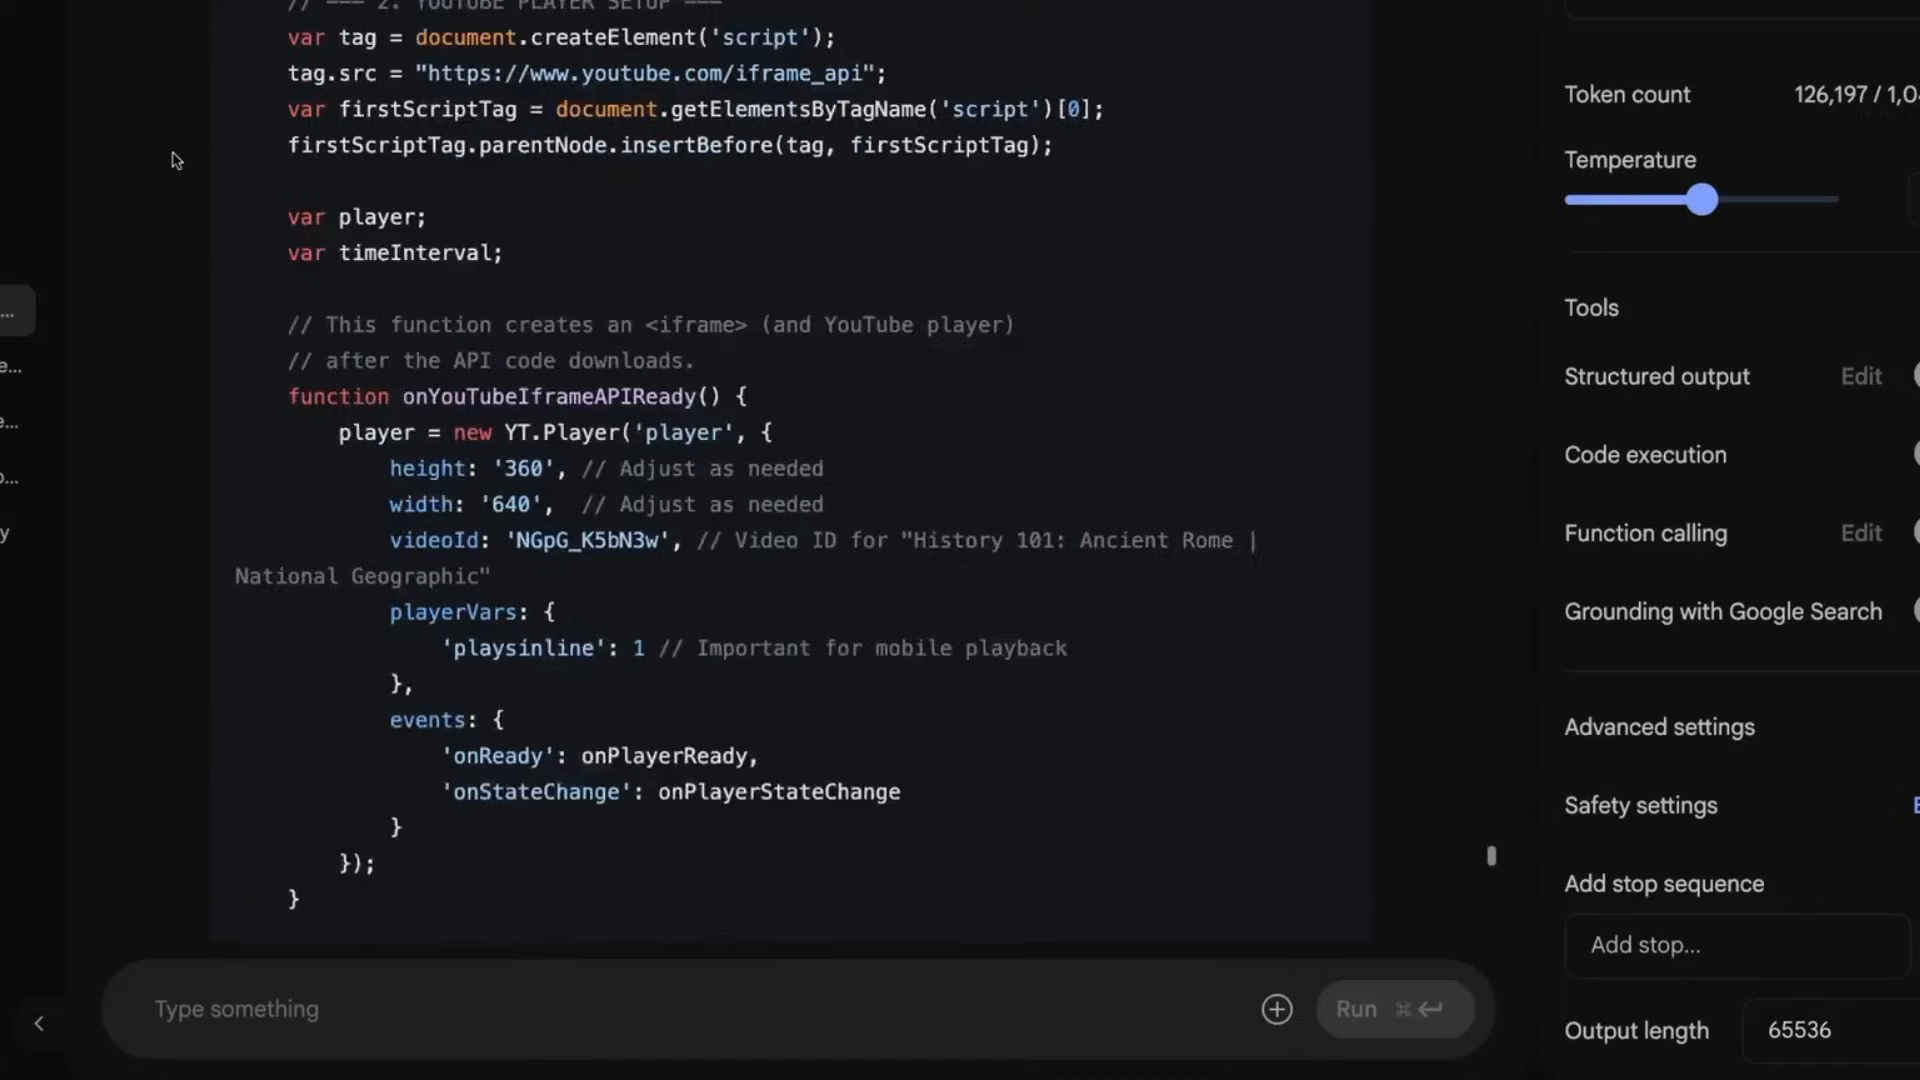 // === 2. YOUTUBE PLAYER SETUP ===
var tag = document.createElement('script');
tag.src = "https://www.youtube.com/iframe_api";
var firstScriptTag = document.getElementsByTagName('script')[0];
firstScriptTag.parentNode.insertBefore(tag, firstScriptTag);
var player;
var timeInterval;
// This function creates an <iframe> (and YouTube player)
// after the API code downloads.
function onYouTubeIframeAPIReady() {
player = new YT.Player('player', {
height: '360', // Adjust as needed
width: '640',  // Adjust as needed
videoId: 'NGpG_K5bN3w', // Video ID for "History 101: Ancient Rome |
National Geographic"
playerVars: {
'playsinline': 1 // Important for mobile playback
},
events: {
'onReady': onPlayerReady,
'onStateChange': onPlayerStateChange
}
});
}
Type something
Run ⌘
...
e...
e...
o...
y
Token count 126,197 / 1,0
Temperature
Tools
Structured output Edit
Code execution
Function calling Edit
Grounding with Google Search
Advanced settings
Safety settings
Add stop sequence
Add stop...
Output length 65536